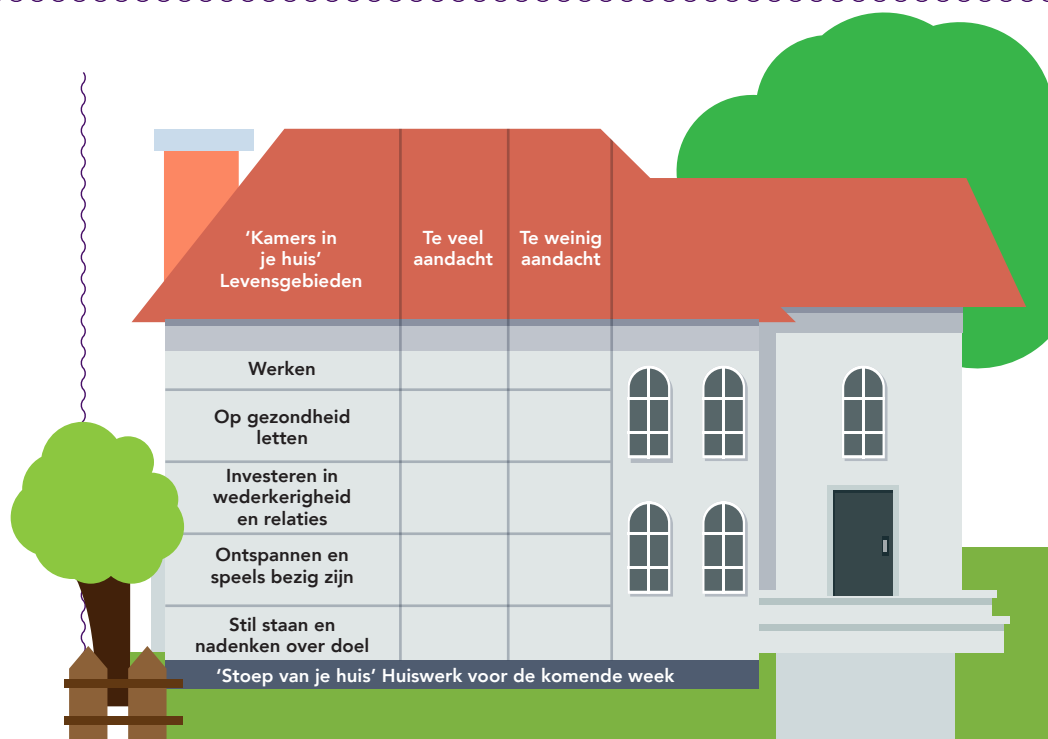 ‘Kamers in
je huis’
Levensgebieden
Te veel
aandacht
Te weinig
aandacht
Werken
Op gezondheid
letten
Investeren in
wederkerigheid
en relaties
Ontspannen en
speels bezig zijn
Stil staan en
nadenken over doel
‘Stoep van je huis’ Huiswerk voor de komende week